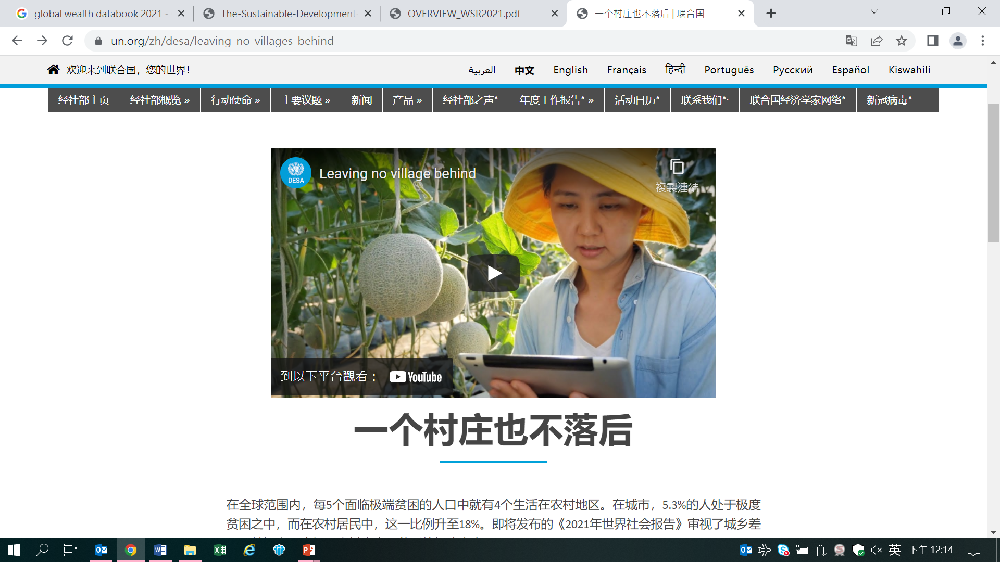 global wealth databook 2021 -
The-Sustainable-Development
OVERVIEW_WSR2021.pdf
一个村庄也不落后 | 联合国
un.org/zh/desa/leaving_no_villages_behind
欢迎来到联合国，您的世界！
العربية
中文
English
Français
हिन्दी
Português
Русский
Español
Kiswahili
经社部主页
经社部概览 »
行动使命 »
主要议题 »
新闻
产品 »
经社部之声*
年度工作报告* »
活动日历*
联系我们*·
联合国经济学家网络*
新冠病毒*
DESA
Leaving no village behind
複製連結
到以下平台觀看：
YouTube
一个村庄也不落后
在全球范围内，每5个面临极端贫困的人口中就有4个生活在农村地区。在城市，5.3%的人处于极度
贫困之中，而在农村居民中，这一比例升至18%。即将发布的《2021年世界社会报告》审视了城乡差
英
下午 12:14